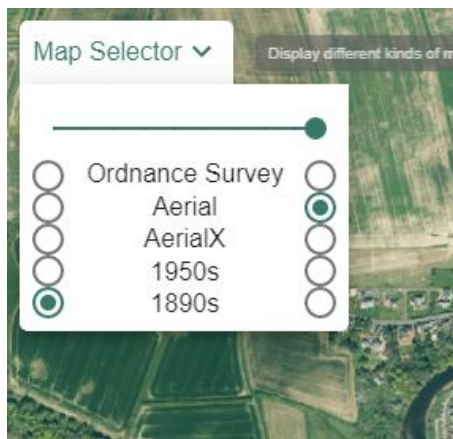 Map Selector
Display different kinds of
Ordnance Survey
Aerial
AerialX
1950s
1890s